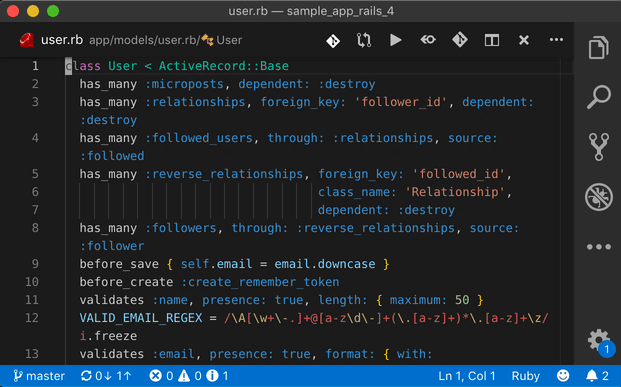 user.rb — sample_app_rails_4
user.rb app/models/user.rb/ User
1 class User < ActiveRecord::Base
2 has_many :microposts, dependent: :destroy
3 has_many :relationships, foreign_key: 'follower_id', dependent:
:destroy
4 has_many :followed_users, through: :relationships, source:
:followed
5 has_many :reverse_relationships, foreign_key: 'followed_id',
6 class_name: 'Relationship',
7 dependent: :destroy
8 has_many :followers, through: :reverse_relationships, source:
:follower
9 before_save { self.email = email.downcase }
10 before_create :create_remember_token
11 validates :name, presence: true, length: { maximum: 50 }
12 VALID_EMAIL_REGEX = /\A[\w+\-.]+@[a-z\d\-]+(\.[a-z]+)*\.[a-z]+\z/
i.freeze
13 validates :email, presence: true, format: { with:
1
master 0↓ 1↑ 0 0 1 Ln 1, Col 1 Ruby 2